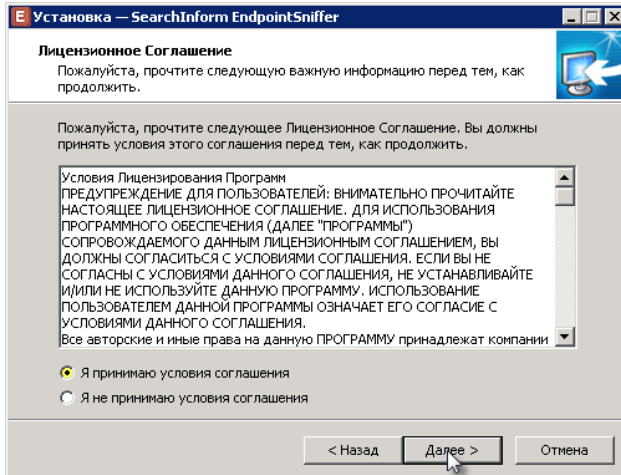 E Установка — SearchInform EndpointSniffer
Лицензионное Соглашение
Пожалуйста, прочтите следующую важную информацию перед тем, как
продолжить.
Пожалуйста, прочтите следующее Лицензионное Соглашение. Вы должны
принять условия этого соглашения перед тем, как продолжить.
Условия Лицензирования Программ
ПРЕДУПРЕЖДЕНИЕ ДЛЯ ПОЛЬЗОВАТЕЛЕЙ: ВНИМАТЕЛЬНО ПРОЧИТАЙТЕ
НАСТОЯЩЕЕ ЛИЦЕНЗИОННОЕ СОГЛАШЕНИЕ. ДЛЯ ИСПОЛЬЗОВАНИЯ
ПРОГРАММНОГО ОБЕСПЕЧЕНИЯ (ДАЛЕЕ "ПРОГРАММЫ")
СОПРОВОЖДАЕМОГО ДАННЫМ ЛИЦЕНЗИОННЫМ СОГЛАШЕНИЕМ, ВЫ
ДОЛЖНЫ СОГЛАСИТЬСЯ С УСЛОВИЯМИ СОГЛАШЕНИЯ. ЕСЛИ ВЫ НЕ
СОГЛАСНЫ С УСЛОВИЯМИ ДАННОГО СОГЛАШЕНИЯ, НЕ УСТАНАВЛИВАЙТЕ
И/ИЛИ НЕ ИСПОЛЬЗУЙТЕ ДАННУЮ ПРОГРАММУ. ИСПОЛЬЗОВАНИЕ
ПОЛЬЗОВАТЕЛЕМ ДАННОЙ ПРОГРАММЫ ОЗНАЧАЕТ ЕГО СОГЛАСИЕ С
УСЛОВИЯМИ ДАННОГО СОГЛАШЕНИЯ.
Все авторские и иные права на данную ПРОГРАММУ принадлежат компании
Я принимаю условия соглашения
Я не принимаю условия соглашения
< Назад Далее > Отмена